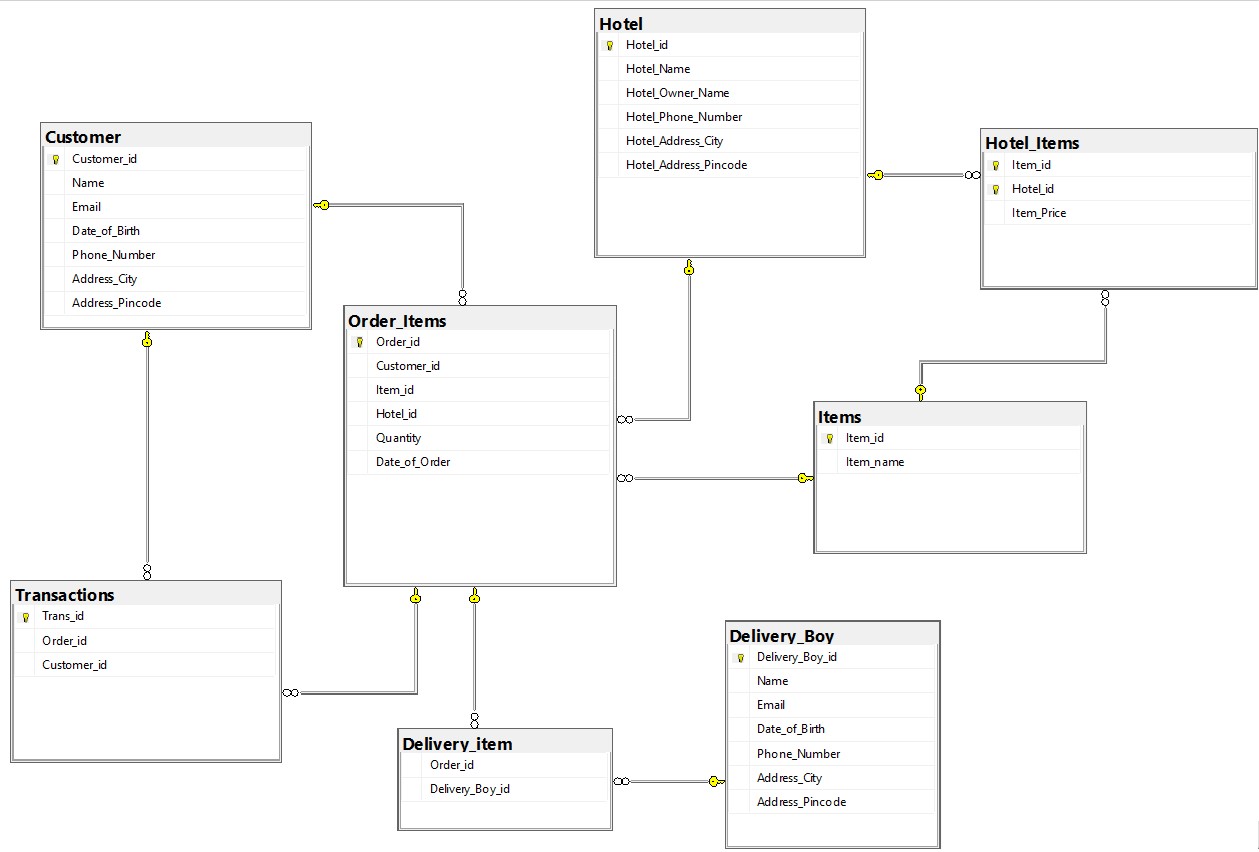 Hotel
Hotel_id
Hotel_Name
Hotel_Owner_Name
Hotel_Phone_Number
Hotel_Address_City
Hotel_Address_Pincode
Customer
Customer_id
Name
Email
Date_of_Birth
Phone_Number
Address_City
Address_Pincode
Hotel_Items
Item_id
Hotel_id
Item_Price
Order_Items
Order_id
Customer_id
Item_id
Hotel_id
Quantity
Date_of_Order
Items
Item_id
Item_name
Transactions
Trans_id
Order_id
Customer_id
Delivery_Boy
Delivery_Boy_id
Name
Email
Date_of_Birth
Phone_Number
Address_City
Address_Pincode
Delivery_item
Order_id
Delivery_Boy_id